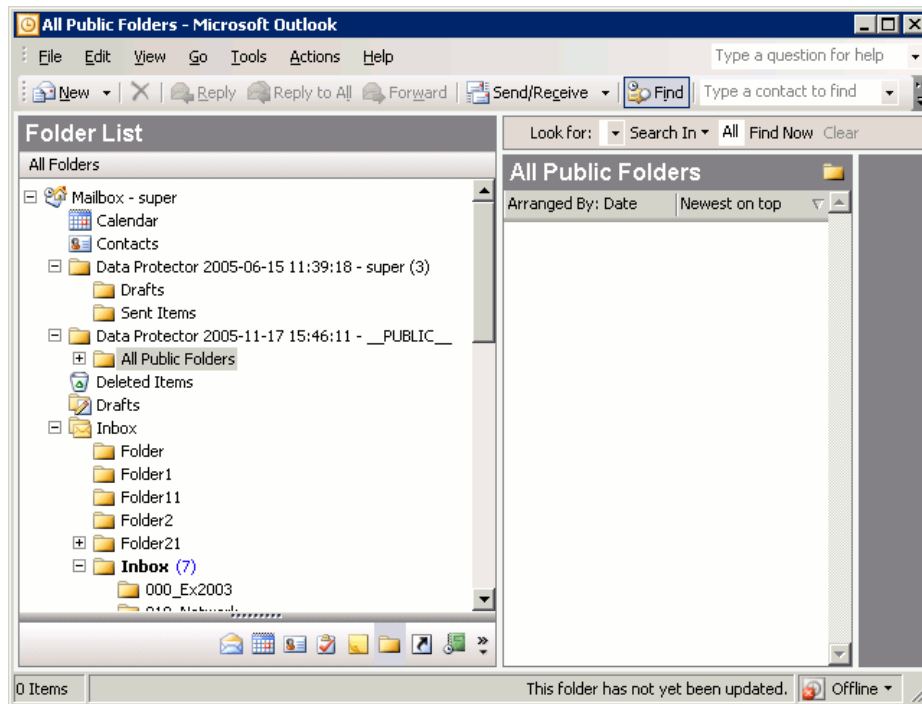 All Public Folders - Microsoft Outlook
File Edit View Go Tools Actions Help Type a question for help
New Reply Reply to All Forward Send/Receive Find Type a contact to find
Folder List
Look for: Search In All Find Now Clear
All Folders
All Public Folders
Arranged By: Date Newest on top
Mailbox - super
Calendar
Contacts
Data Protector 2005-06-15 11:39:18 - super (3)
Drafts
Sent Items
Data Protector 2005-11-17 15:46:11 - __PUBLIC__
All Public Folders
Deleted Items
Drafts
Inbox
Folder
Folder1
Folder11
Folder2
Folder21
Inbox (7)
000_Ex2003
0 Items This folder has not yet been updated. Offline